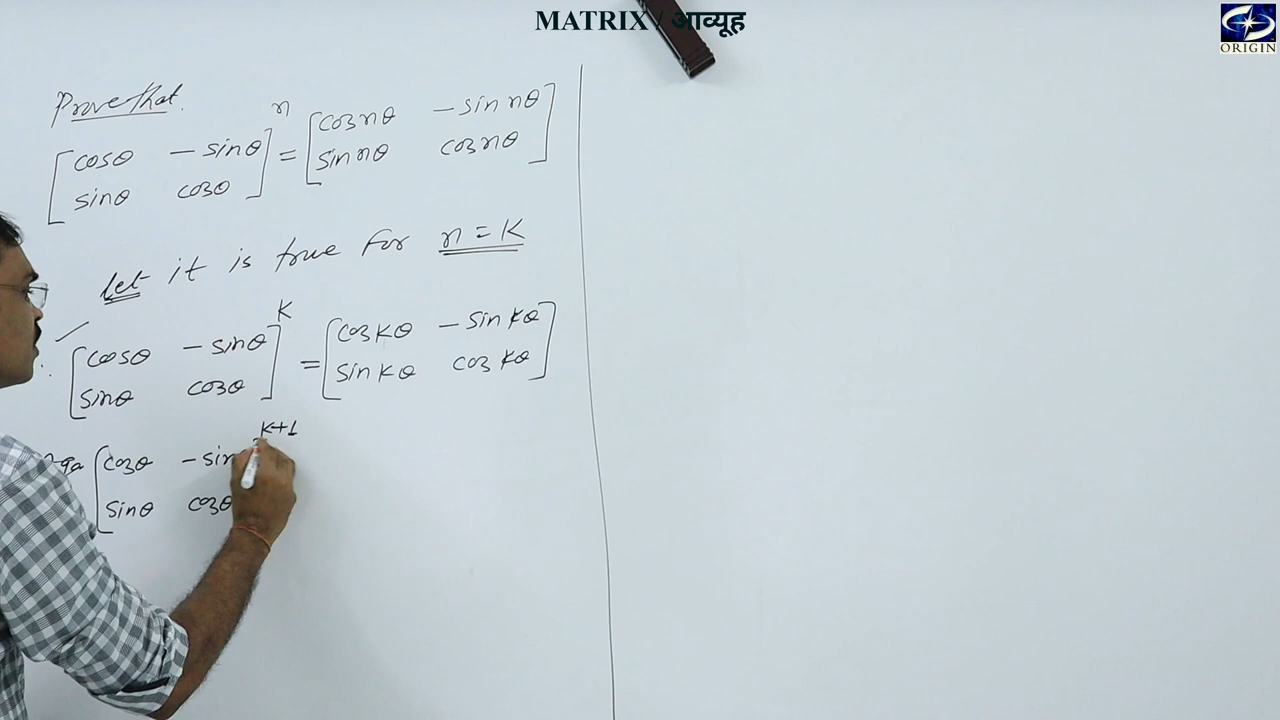 MATRIX / आव्यूह
ORIGIN
Prove that.
[cosθ -sinθ]ⁿ = [cosnθ -sinnθ]
[sinθ cosθ] [sinnθ cosnθ]
Let it is true for n = K
[cosθ -sinθ]ᴷ = [cosKθ -sinKθ]
[sinθ cosθ] [sinKθ cosKθ]
K+1
[cosθ -sin
[sinθ cosθ